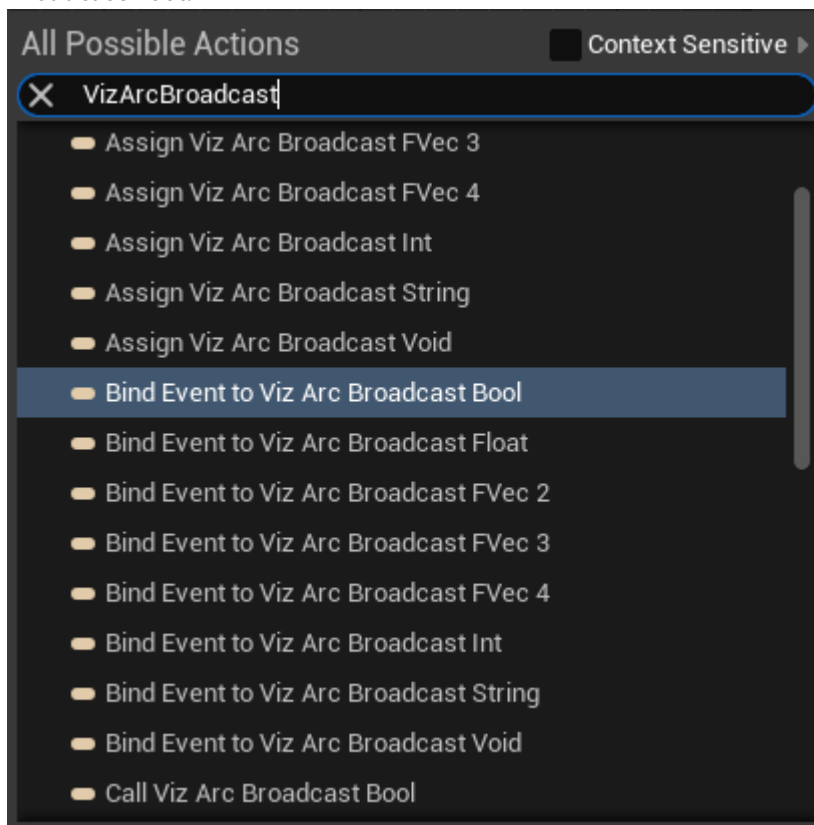 All Possible Actions
Context Sensitive
VizArcBroadcast
Assign Viz Arc Broadcast FVec 3
Assign Viz Arc Broadcast FVec 4
Assign Viz Arc Broadcast Int
Assign Viz Arc Broadcast String
Assign Viz Arc Broadcast Void
Bind Event to Viz Arc Broadcast Bool
Bind Event to Viz Arc Broadcast Float
Bind Event to Viz Arc Broadcast FVec 2
Bind Event to Viz Arc Broadcast FVec 3
Bind Event to Viz Arc Broadcast FVec 4
Bind Event to Viz Arc Broadcast Int
Bind Event to Viz Arc Broadcast String
Bind Event to Viz Arc Broadcast Void
Call Viz Arc Broadcast Bool